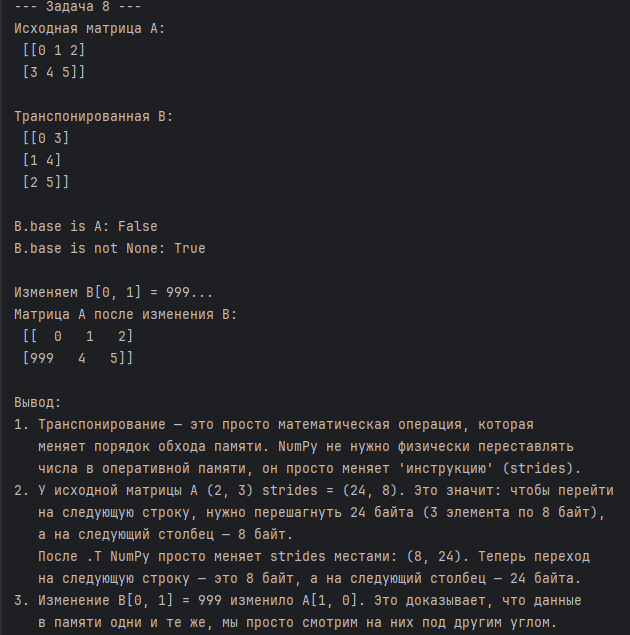 --- Задача 8 ---
Исходная матрица A:
[[0 1 2]
[3 4 5]]
Транспонированная B:
[[0 3]
[1 4]
[2 5]]
B.base is A: False
B.base is not None: True
Изменяем B[0, 1] = 999...
Матрица A после изменения B:
[[  0   1   2]
[999   4   5]]
Вывод:
1. Транспонирование — это просто математическая операция, которая
меняет порядок обхода памяти. NumPy не нужно физически переставлять
числа в оперативной памяти, он просто меняет 'инструкцию' (strides).
2. У исходной матрицы A (2, 3) strides = (24, 8). Это значит: чтобы перейти
на следующую строку, нужно перешагнуть 24 байта (3 элемента по 8 байт),
а на следующий столбец — 8 байт.
После .T NumPy просто меняет strides местами: (8, 24). Теперь переход
на следующую строку — это 8 байт, а на следующий столбец — 24 байта.
3. Изменение B[0, 1] = 999 изменило A[1, 0]. Это доказывает, что данные
в памяти одни и те же, мы просто смотрим на них под другим углом.